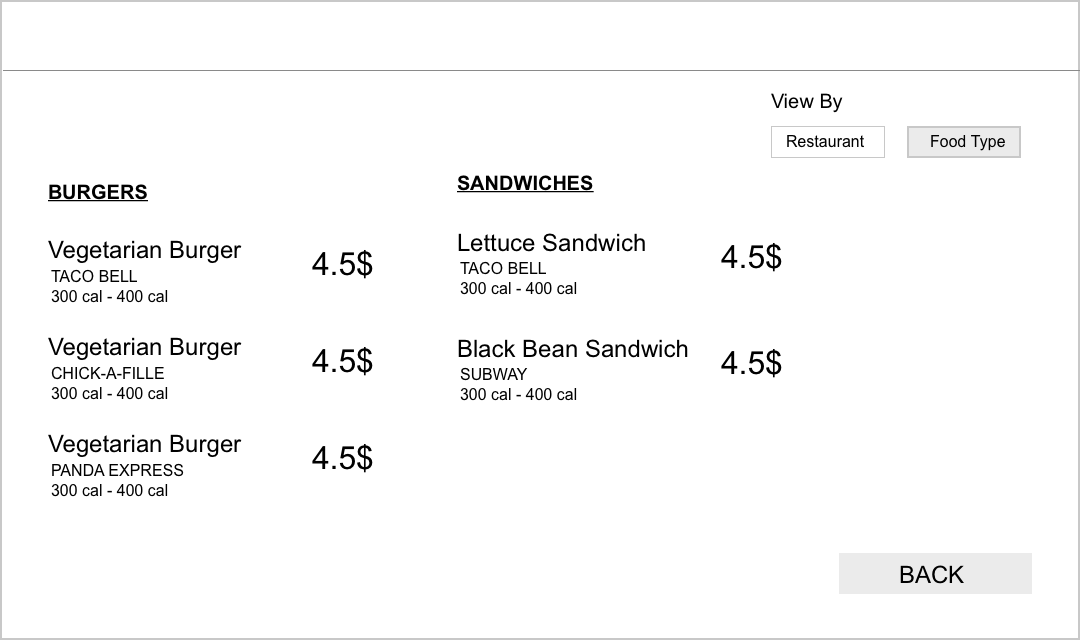 View By
Restaurant
Food Type
BURGERS
Vegetarian Burger
TACO BELL
300 cal - 400 cal
4.5$
Vegetarian Burger
CHICK-A-FILLE
300 cal - 400 cal
4.5$
Vegetarian Burger
PANDA EXPRESS
300 cal - 400 cal
4.5$
SANDWICHES
Lettuce Sandwich
TACO BELL
300 cal - 400 cal
4.5$
Black Bean Sandwich
SUBWAY
300 cal - 400 cal
4.5$
BACK